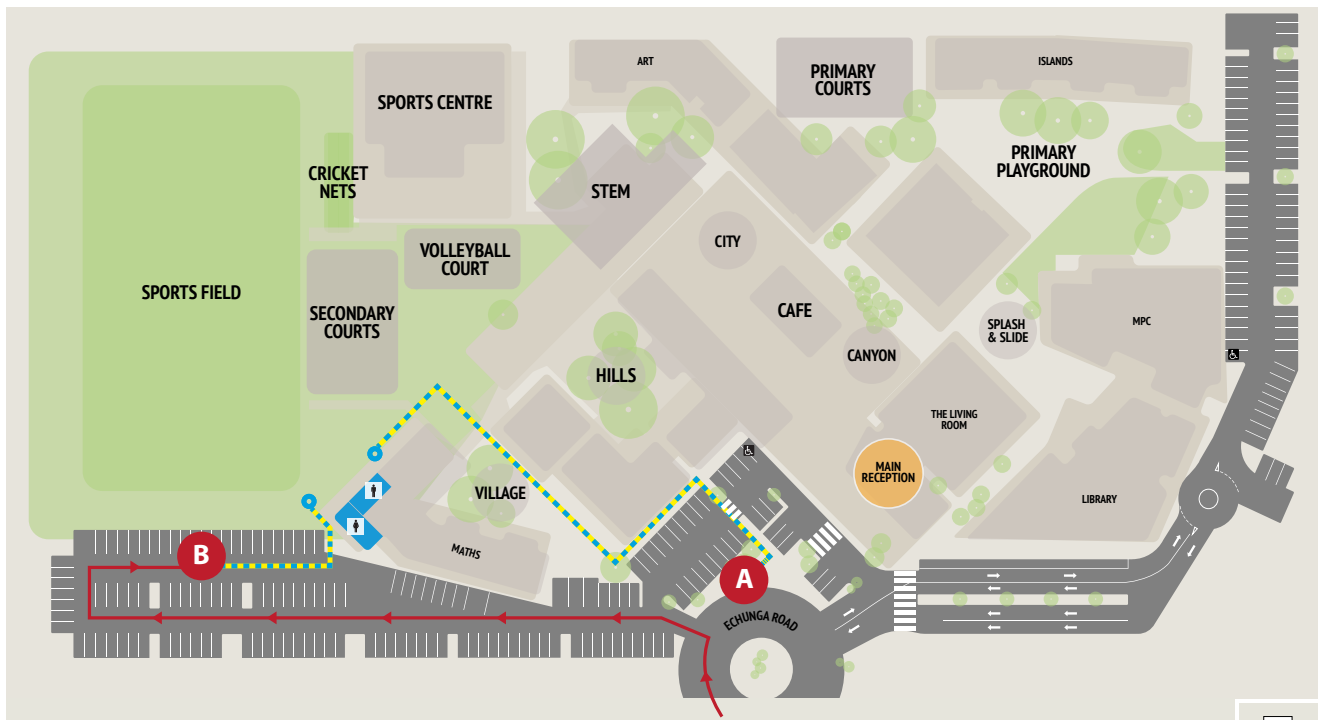 ART
PRIMARY
COURTS
ISLANDS
SPORTS CENTRE
CRICKET
NETS
STEM
PRIMARY
PLAYGROUND
CITY
VOLLEYBALL
COURT
SPORTS FIELD
SECONDARY
COURTS
CAFE
SPLASH
& SLIDE
MPC
CANYON
HILLS
THE LIVING
ROOM
MAIN
RECEPTION
VILLAGE
LIBRARY
MATHS
B
A
ECHUNGA ROAD